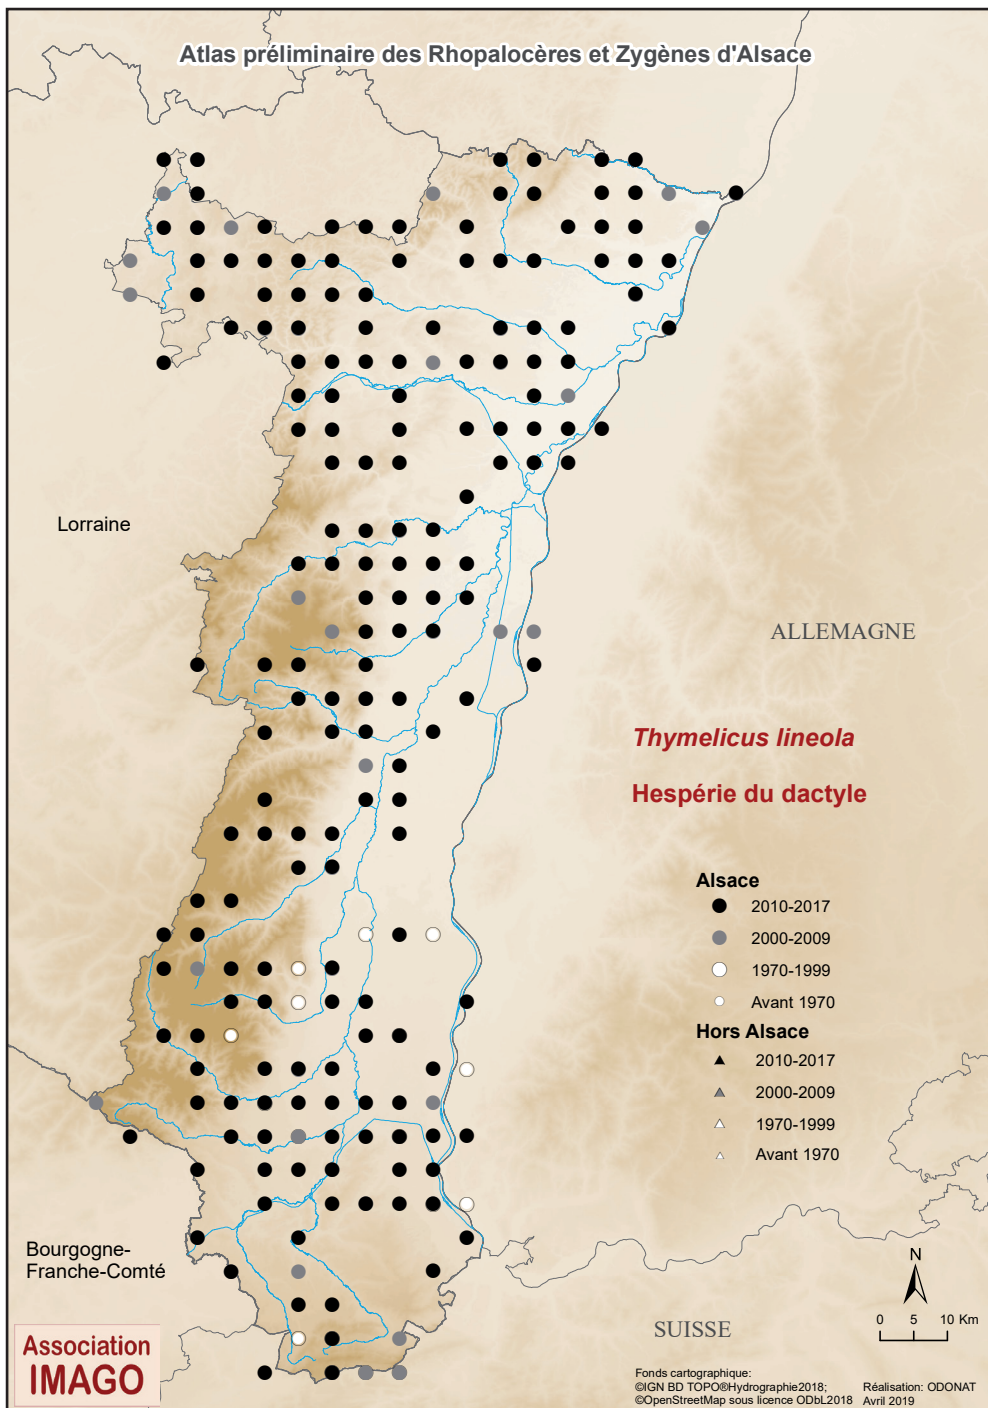 Atlas préliminaire des Rhopalocères et Zygènes d'Alsace
Lorraine
ALLEMAGNE
Thymelicus lineola
Hespérie du dactyle
Alsace
2010-2017
2000-2009
1970-1999
Avant 1970
Hors Alsace
2010-2017
2000-2009
1970-1999
Avant 1970
Bourgogne-
Franche-Comté
N
0 5 10 Km
SUISSE
Association
IMAGO
Fonds cartographique:
©IGN BD TOPO®Hydrographie2018;
©OpenStreetMap sous licence ODbL2018
Réalisation: ODONAT
Avril 2019